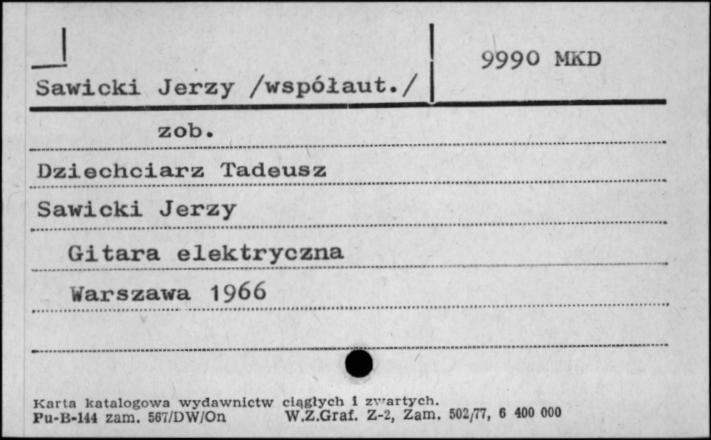 9990 MKD
Sawicki Jerzy /współaut./
zob.
Dziechciarz Tadeusz
Sawicki Jerzy
Gitara elektryczna
Warszawa 1966
Karta katalogowa wydawnictw ciągłych i zwartych.
Pu-B-144 zam. 567/DW/On W.Z.Graf. Z-2, Zam. 502/77, 6 400 000